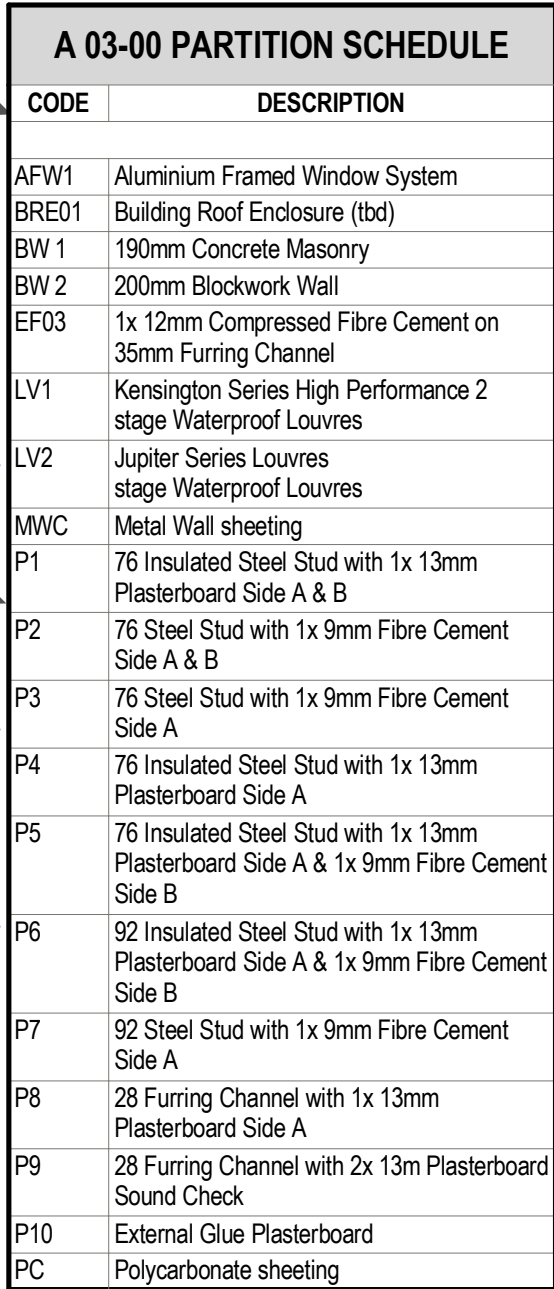 A 03-00 PARTITION SCHEDULE
CODE DESCRIPTION
AFW1 Aluminium Framed Window System
BRE01 Building Roof Enclosure (tbd)
BW 1 190mm Concrete Masonry
BW 2 200mm Blockwork Wall
EF03 1x 12mm Compressed Fibre Cement on
35mm Furring Channel
LV1 Kensington Series High Performance 2
stage Waterproof Louvres
LV2 Jupiter Series Louvres
stage Waterproof Louvres
MWC Metal Wall sheeting
P1 76 Insulated Steel Stud with 1x 13mm
Plasterboard Side A & B
P2 76 Steel Stud with 1x 9mm Fibre Cement
Side A & B
P3 76 Steel Stud with 1x 9mm Fibre Cement
Side A
P4 76 Insulated Steel Stud with 1x 13mm
Plasterboard Side A
P5 76 Insulated Steel Stud with 1x 13mm
Plasterboard Side A & 1x 9mm Fibre Cement
Side B
P6 92 Insulated Steel Stud with 1x 13mm
Plasterboard Side A & 1x 9mm Fibre Cement
Side B
P7 92 Steel Stud with 1x 9mm Fibre Cement
Side A
P8 28 Furring Channel with 1x 13mm
Plasterboard Side A
P9 28 Furring Channel with 2x 13m Plasterboard
Sound Check
P10 External Glue Plasterboard
PC Polycarbonate sheeting